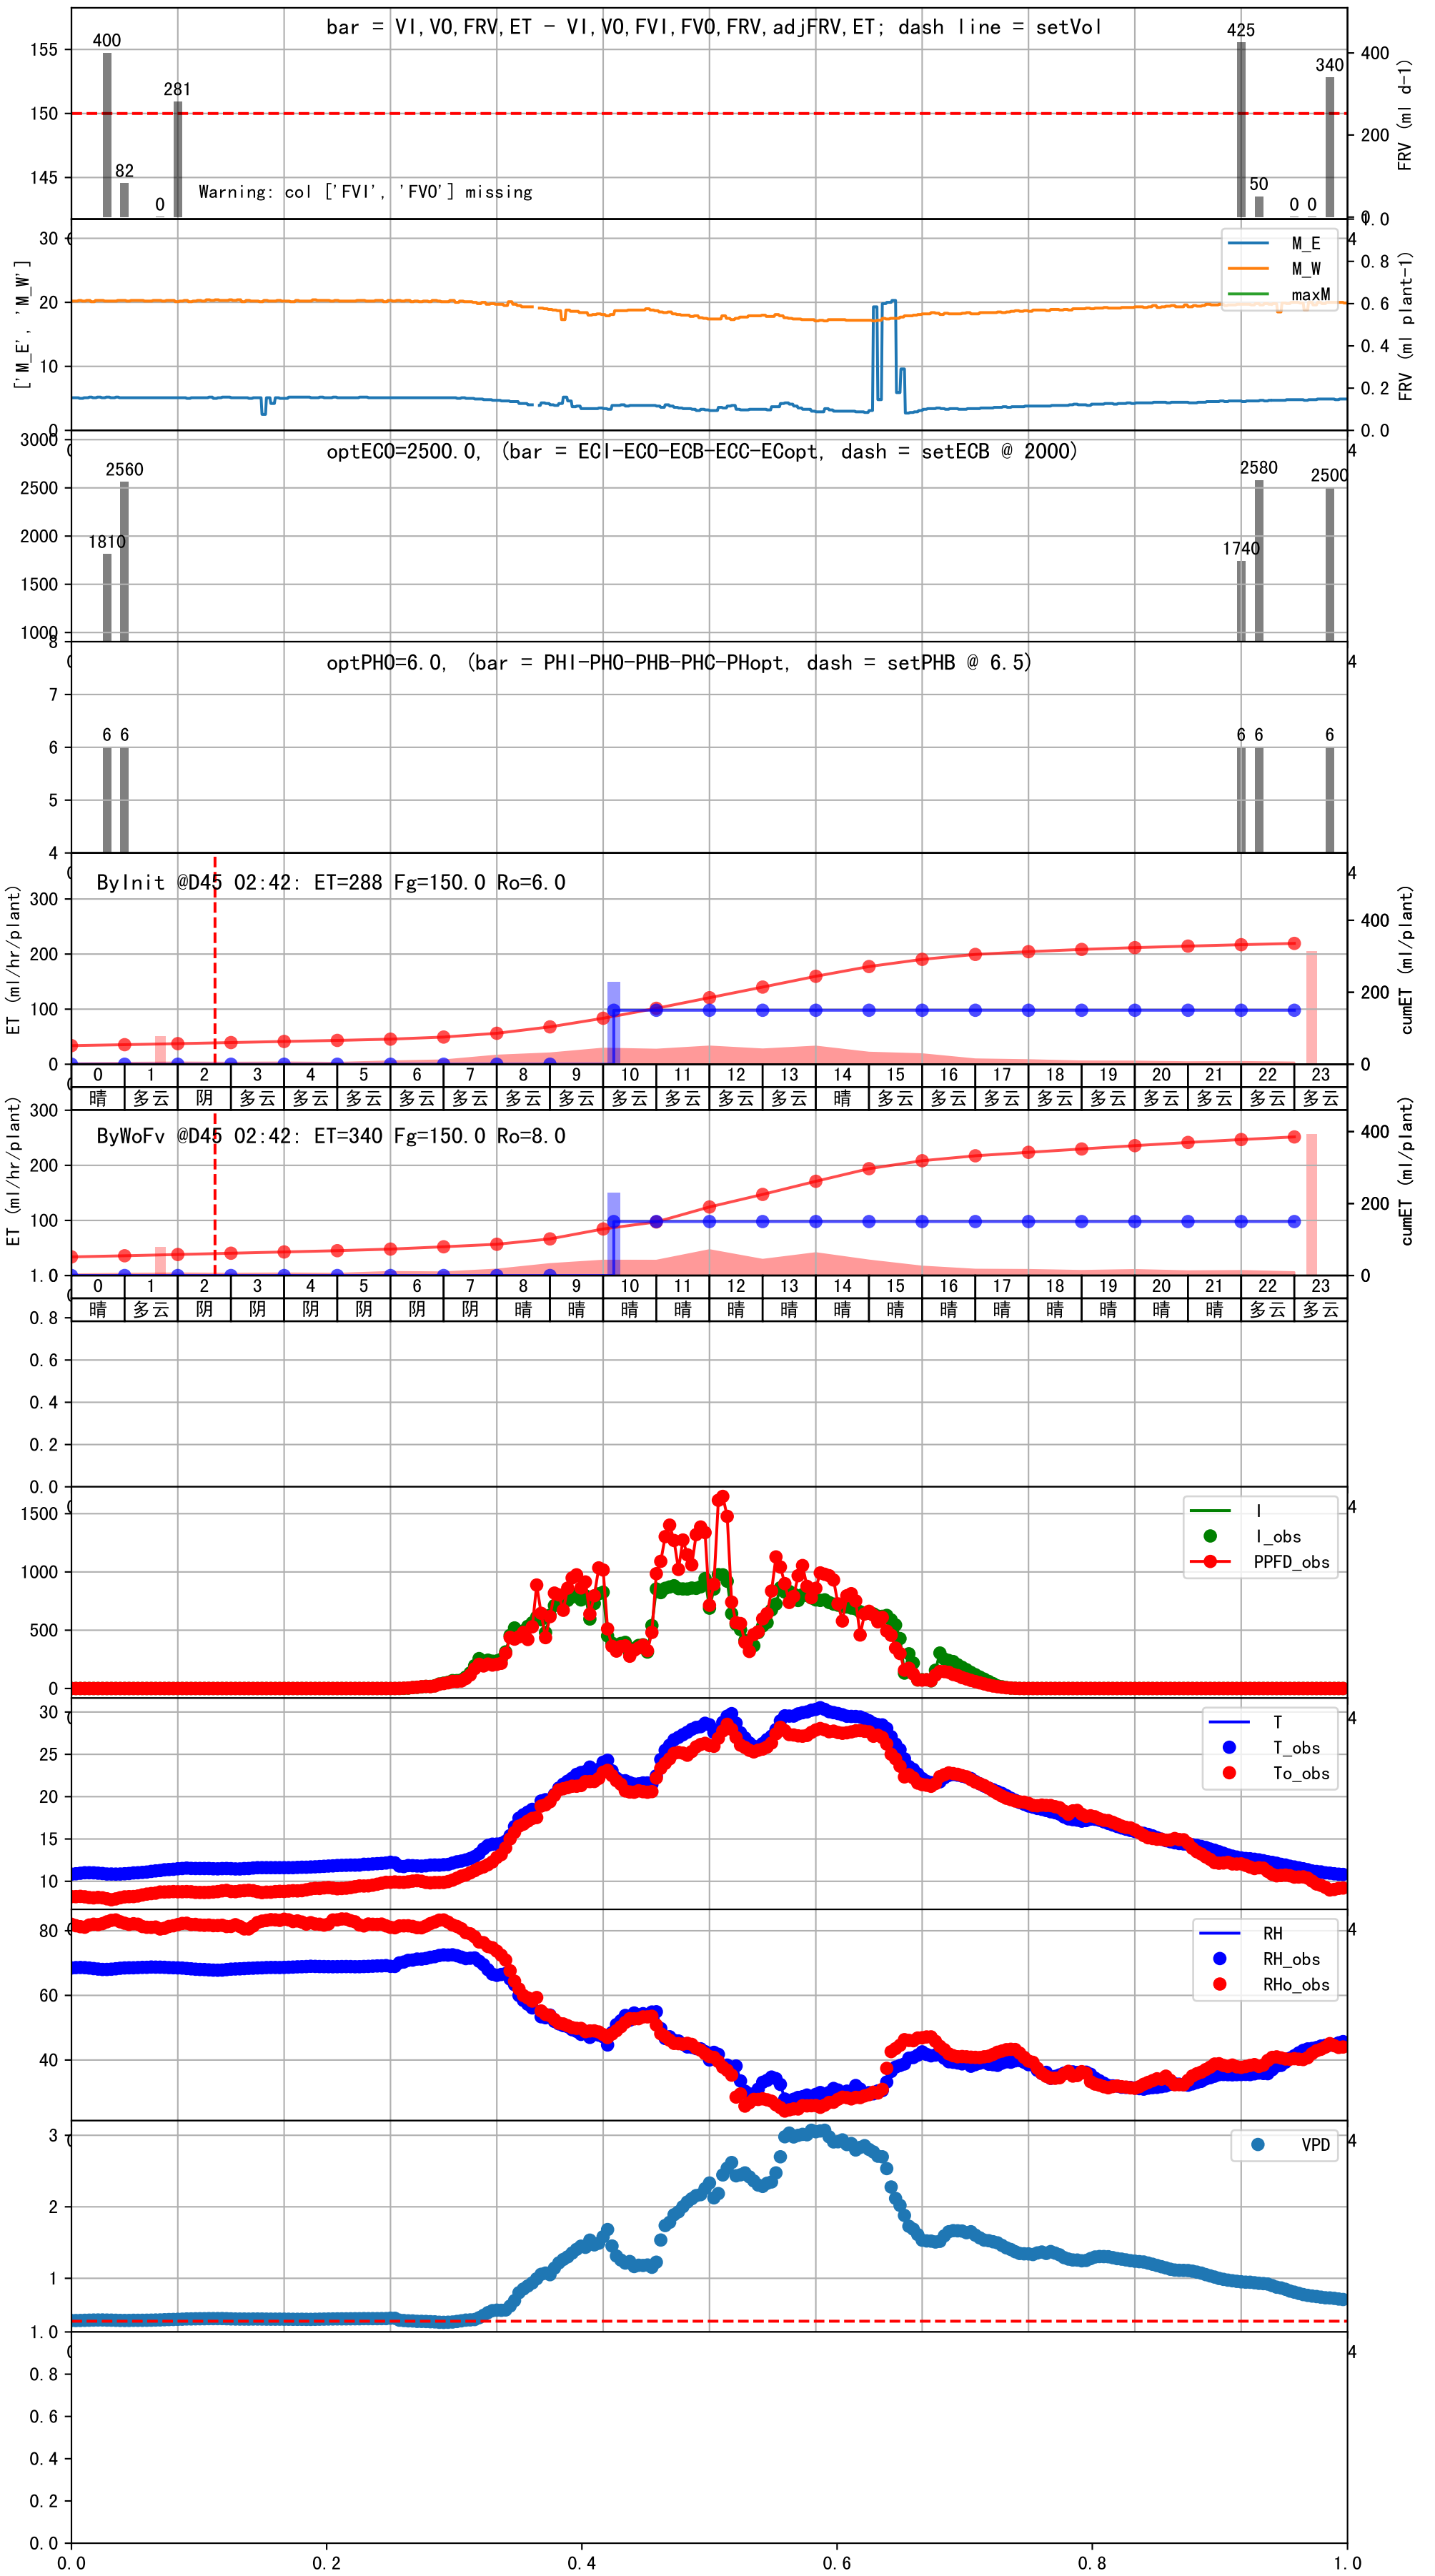 bar = VI,VO,FRV,ET - VI,VO,FVI,FVO,FRV,adjFRV,ET; dash line = setVol
400
82
0
281
425
50
0
0
340
155
150
145
400
200
0
FRV (ml d-1)
Warning: col ['FVI', 'FVO'] missing
['M_E', 'M_W']
30
20
10
0
M_E
M_W
maxM
1.0
0.8
0.6
0.4
0.2
0.0
FRV (ml plant-1)
optECO=2500.0, (bar = ECI-ECO-ECB-ECC-ECopt, dash = setECB @ 2000)
3000
2500
2000
1500
1000
1810
2560
1740
2580
2500
optPHO=6.0, (bar = PHI-PHO-PHB-PHC-PHopt, dash = setPHB @ 6.5)
8
7
6
5
4
6
6
6
6
6
ByInit @D45 02:42: ET=288 Fg=150.0 Ro=6.0
ET (ml/hr/plant)
300
200
100
0
400
200
0
cumET (ml/plant)
0 1 2 3 4 5 6 7 8 9 10 11 12 13 14 15 16 17 18 19 20 21 22 23
晴 多云 阴 多云 多云 多云 多云 多云 多云 多云 多云 多云 多云 多云 晴 多云 多云 多云 多云 多云 多云 多云 多云 多云
ByWoFv @D45 02:42: ET=340 Fg=150.0 Ro=8.0
ET (ml/hr/plant)
300
200
100
400
200
0
cumET (ml/plant)
0 1 2 3 4 5 6 7 8 9 10 11 12 13 14 15 16 17 18 19 20 21 22 23
晴 多云 阴 阴 阴 阴 阴 阴 晴 晴 晴 晴 晴 晴 晴 晴 晴 晴 晴 晴 晴 晴 多云 多云
1.0
0.8
0.6
0.4
0.2
0.0
1500
1000
500
0
I
I_obs
PPFD_obs
30
25
20
15
10
T
T_obs
To_obs
80
60
40
RH
RH_obs
RHo_obs
3
2
1
VPD
1.0
0.8
0.6
0.4
0.2
0.0
0.0 0.2 0.4 0.6 0.8 1.0